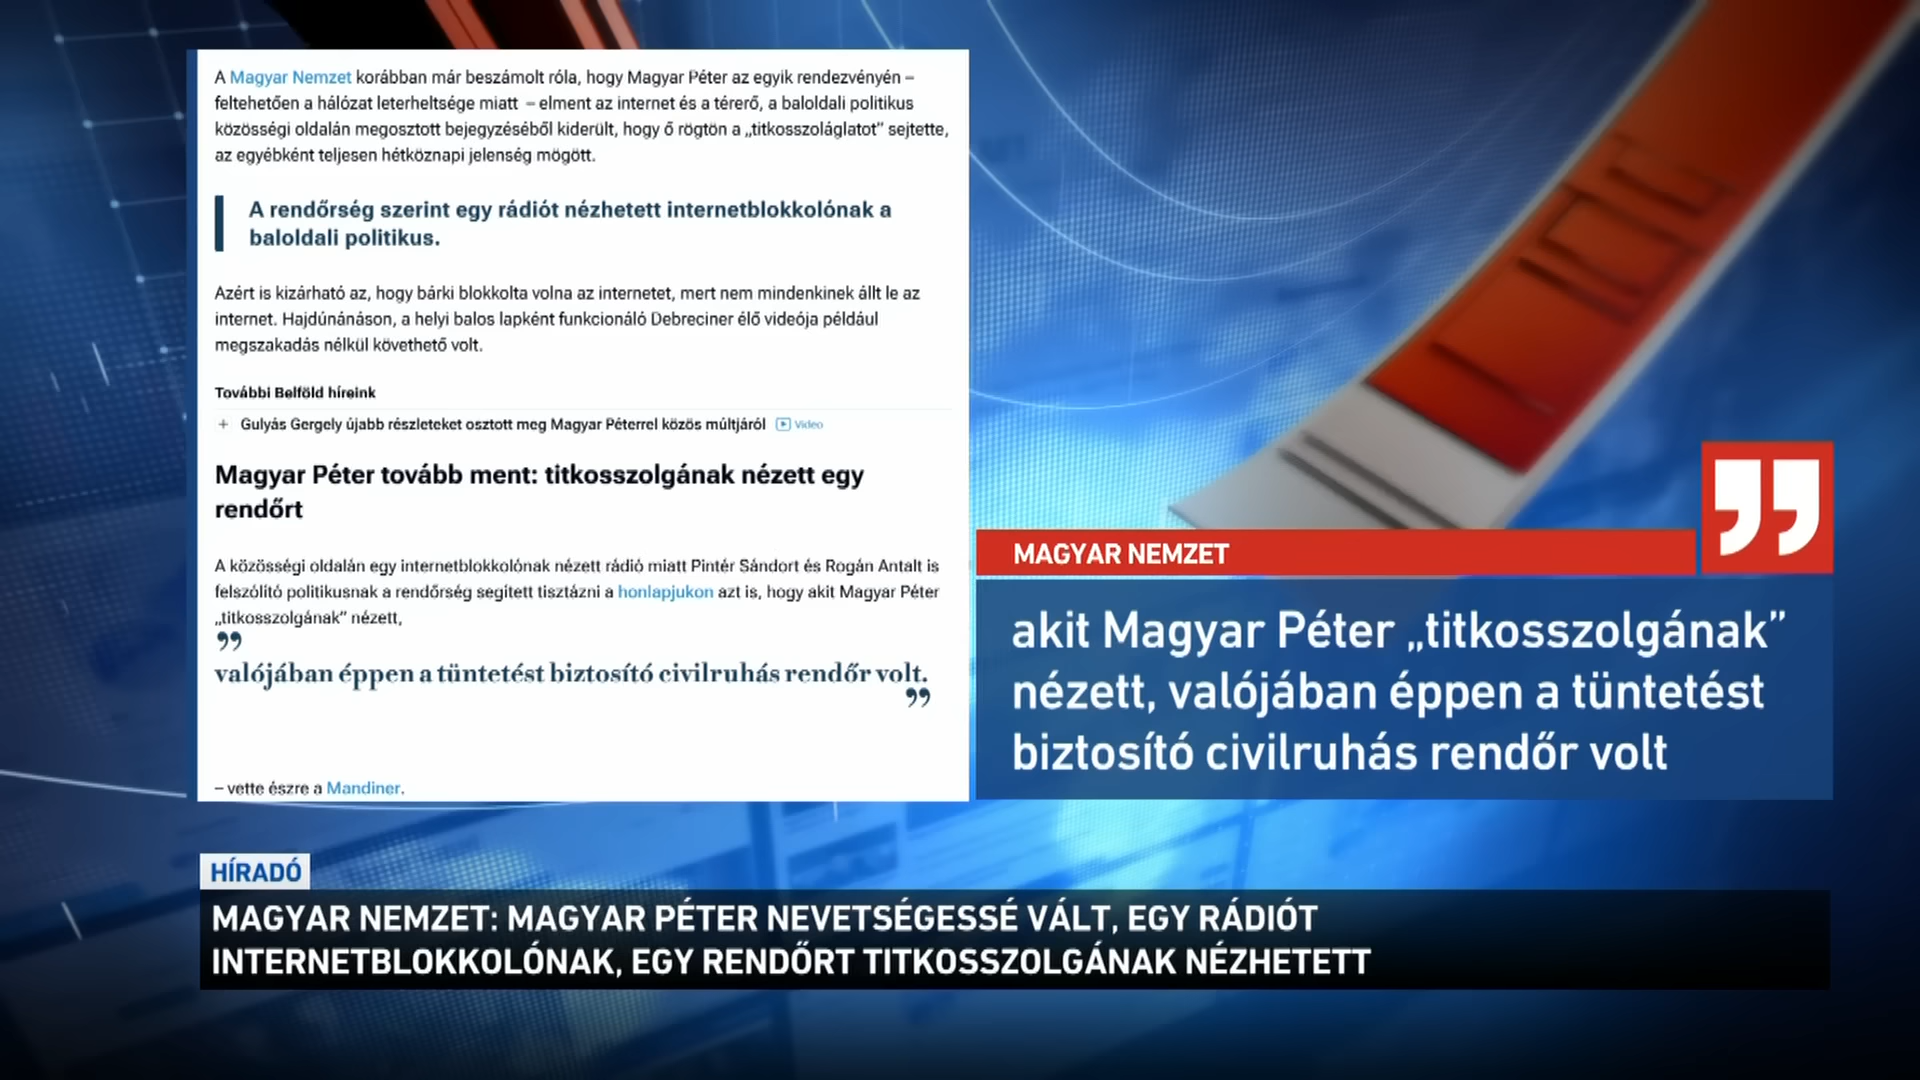 A Magyar Nemzet korábban már beszámolt róla, hogy Magyar Péter az egyik rendezvényén –
feltehetően a hálózat leterheltsége miatt – elment az internet és a térerő, a baloldali politikus
közösségi oldalán megosztott bejegyzéséből kiderült, hogy ő rögtön a „titkosszoláglatot” sejtette,
az egyébként teljesen hétköznapi jelenség mögött.
A rendőrség szerint egy rádiót nézhetett internetblokkolónak a
baloldali politikus.
Azért is kizárható az, hogy bárki blokkolta volna az internetet, mert nem mindenkinek állt le az
internet. Hajdúnánáson, a helyi balos lapként funkcionáló Debreciner élő videója például
megszakadás nélkül követhető volt.
További Belföld híreink
+ Gulyás Gergely újabb részleteket osztott meg Magyar Péterrel közös múltjáról Video
Magyar Péter tovább ment: titkosszolgának nézett egy
rendőrt
A közösségi oldalán egy internetblokkolónak nézett rádió miatt Pintér Sándort és Rogán Antalt is
felszólító politikusnak a rendőrség segített tisztázni a honlapjukon azt is, hogy akit Magyar Péter
„titkosszolgának” nézett,
”
valójában éppen a tüntetést biztosító civilruhás rendőr volt.
”
– vette észre a Mandiner.
”
MAGYAR NEMZET
akit Magyar Péter „titkosszolgának”
nézett, valójában éppen a tüntetést
biztosító civilruhás rendőr volt
HÍRADÓ
MAGYAR NEMZET: MAGYAR PÉTER NEVETSÉGESSÉ VÁLT, EGY RÁDIÓT
INTERNETBLOKKOLÓNAK, EGY RENDŐRT TITKOSSZOLGÁNAK NÉZHETETT